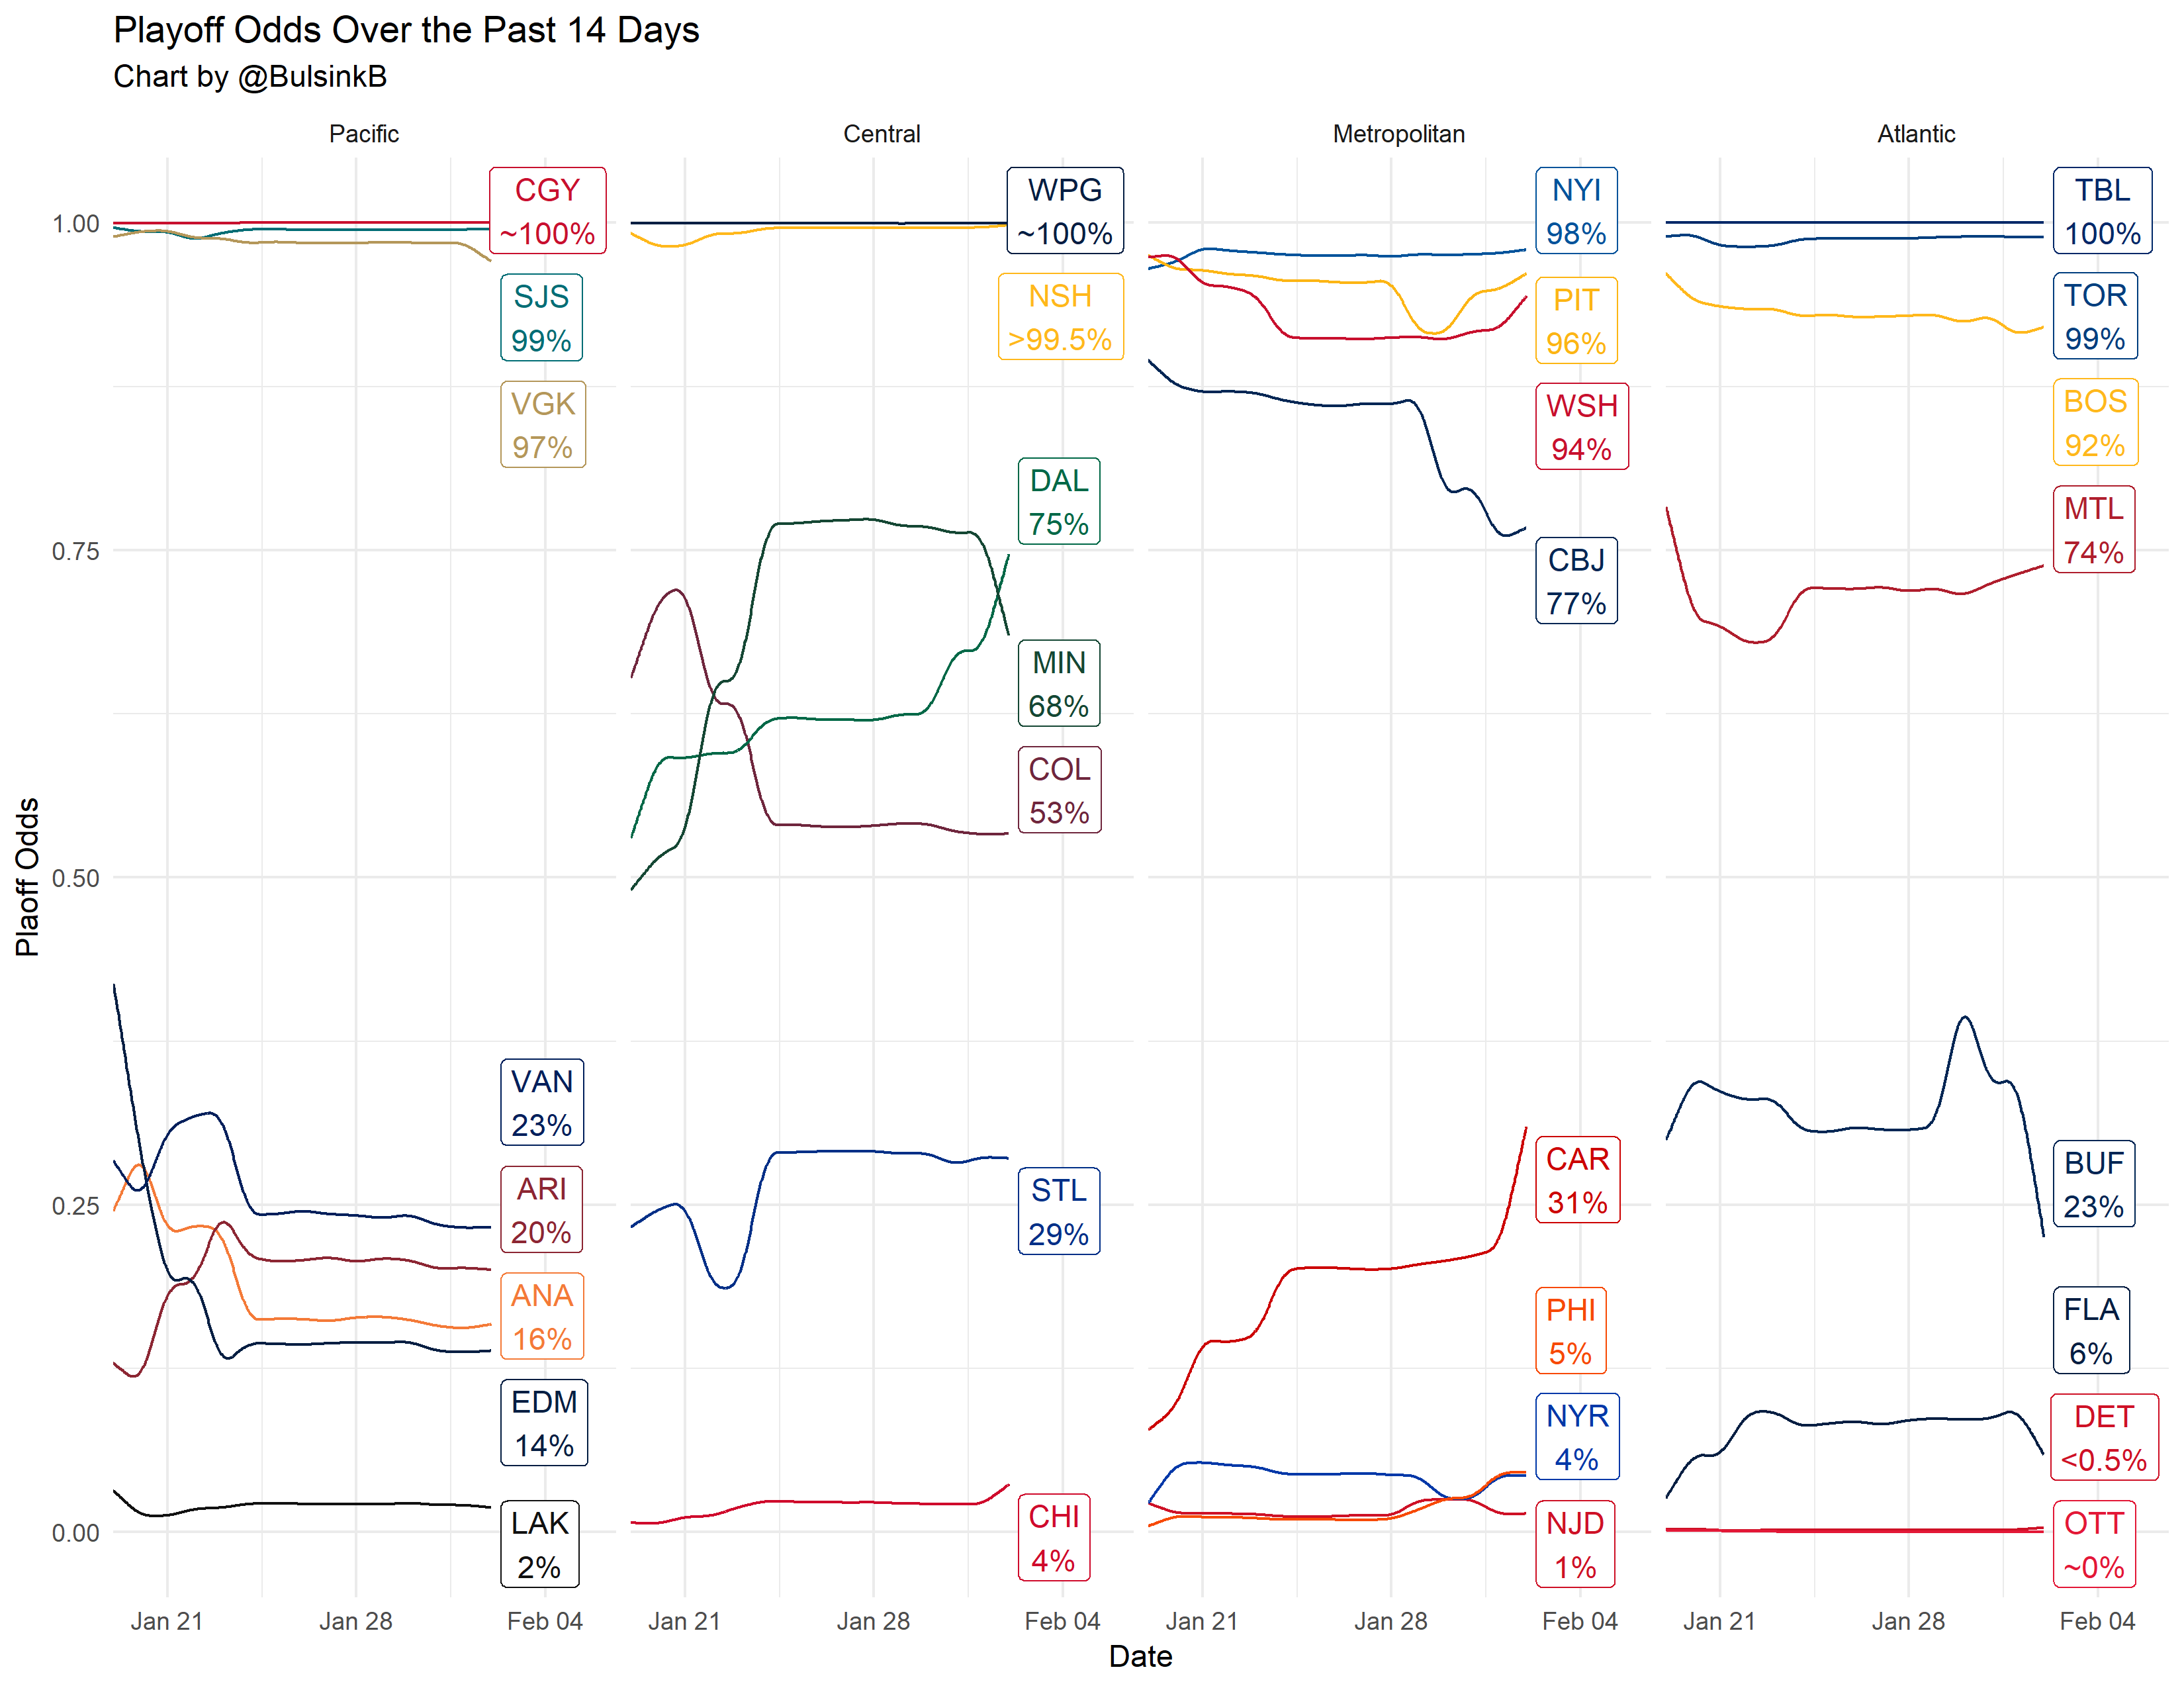 Playoff Odds Over the Past 14 Days
Chart by @BulsinkB
Pacific
Central
Metropolitan
Atlantic
Plaoff Odds
1.00
0.75
0.50
0.25
0.00
CGY
~100%
SJS
99%
VGK
97%
VAN
23%
ARI
20%
ANA
16%
EDM
14%
LAK
2%
WPG
~100%
NSH
>99.5%
DAL
75%
MIN
68%
COL
53%
STL
29%
CHI
4%
NYI
98%
PIT
96%
WSH
94%
CBJ
77%
CAR
31%
PHI
5%
NYR
4%
NJD
1%
TBL
100%
TOR
99%
BOS
92%
MTL
74%
BUF
23%
FLA
6%
DET
<0.5%
OTT
~0%
Jan 21
Jan 28
Feb 04
Jan 21
Jan 28
Feb 04
Jan 21
Jan 28
Feb 04
Jan 21
Jan 28
Feb 04
Date